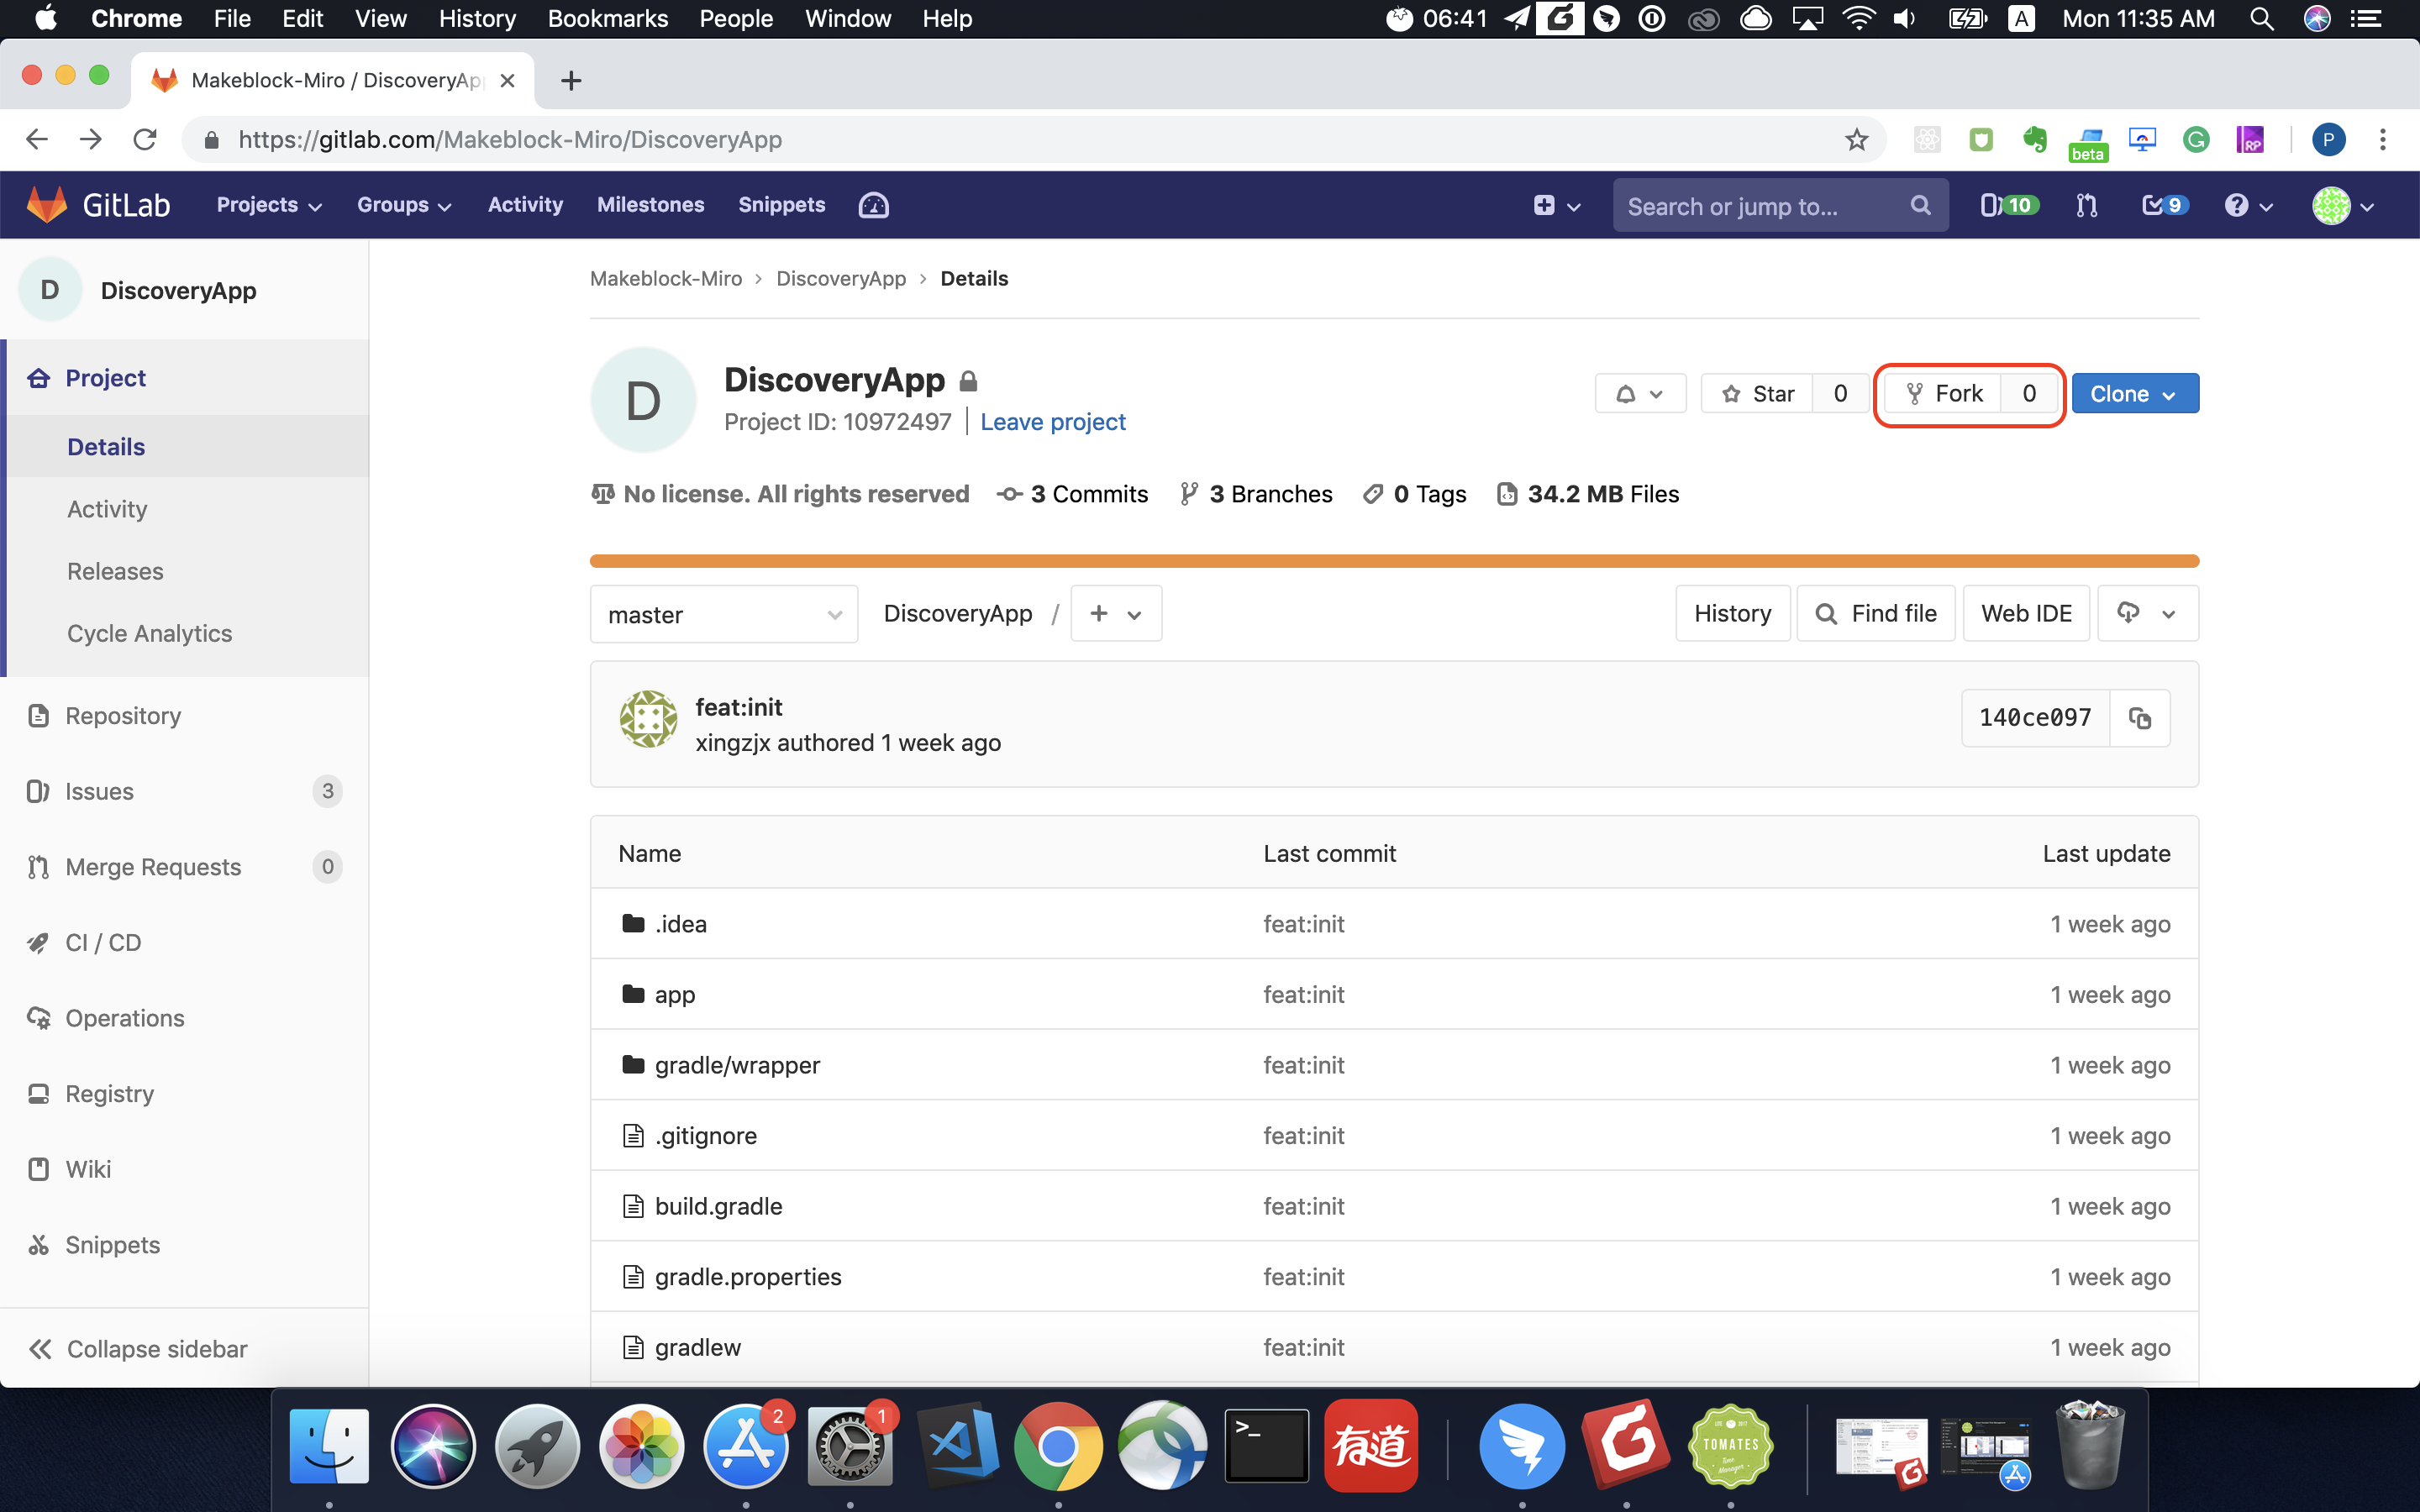 Chrome File Edit View History Bookmarks People Window Help 06:41 A Mon 11:35 AM
Makeblock-Miro / DiscoveryAp
https://gitlab.com/Makeblock-Miro/DiscoveryApp
beta
RP
P
GitLab Projects Groups Activity Milestones Snippets Search or jump to... 10 9
D DiscoveryApp
Project
Details
Activity
Releases
Cycle Analytics
Repository
Issues 3
Merge Requests 0
CI / CD
Operations
Registry
Wiki
Snippets
Collapse sidebar
Makeblock-Miro › DiscoveryApp › Details
D
DiscoveryApp
Project ID: 10972497 | Leave project
Star 0 Fork 0 Clone
No license. All rights reserved 3 Commits 3 Branches 0 Tags 34.2 MB Files
master DiscoveryApp / + History Find file Web IDE
feat:init
xingzjx authored 1 week ago
140ce097
Name Last commit Last update
.idea feat:init 1 week ago
app feat:init 1 week ago
gradle/wrapper feat:init 1 week ago
.gitignore feat:init 1 week ago
build.gradle feat:init 1 week ago
gradle.properties feat:init 1 week ago
gradlew feat:init 1 week ago
2
1
>_
有道
TOMATES
Time Manager